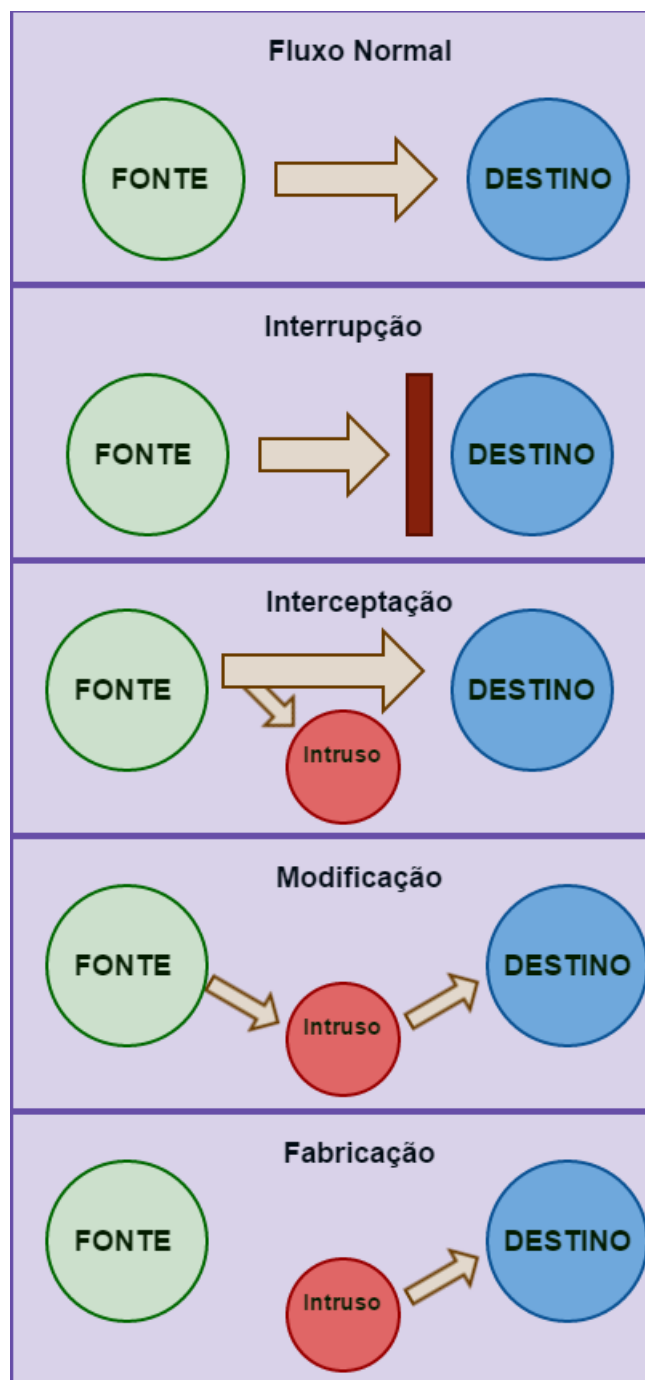 Fluxo Normal
FONTE
DESTINO
Interrupção
FONTE
DESTINO
Interceptação
FONTE
DESTINO
Intruso
Modificação
FONTE
DESTINO
Intruso
Fabricação
FONTE
DESTINO
Intruso